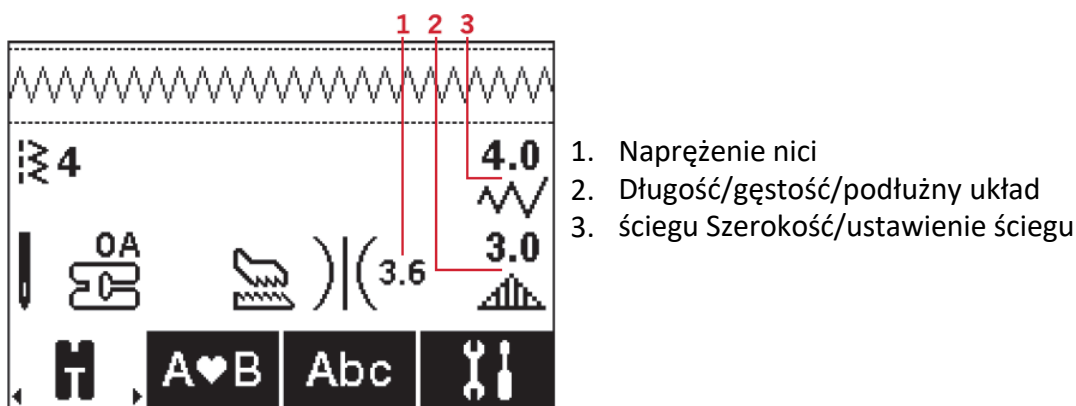 1 2 3
4
4.0
0A
3.6
3.0
T
A♥B
Abc
1. Naprężenie nici
2. Długość/gęstość/podłużny układ
3. ściegu Szerokość/ustawienie ściegu